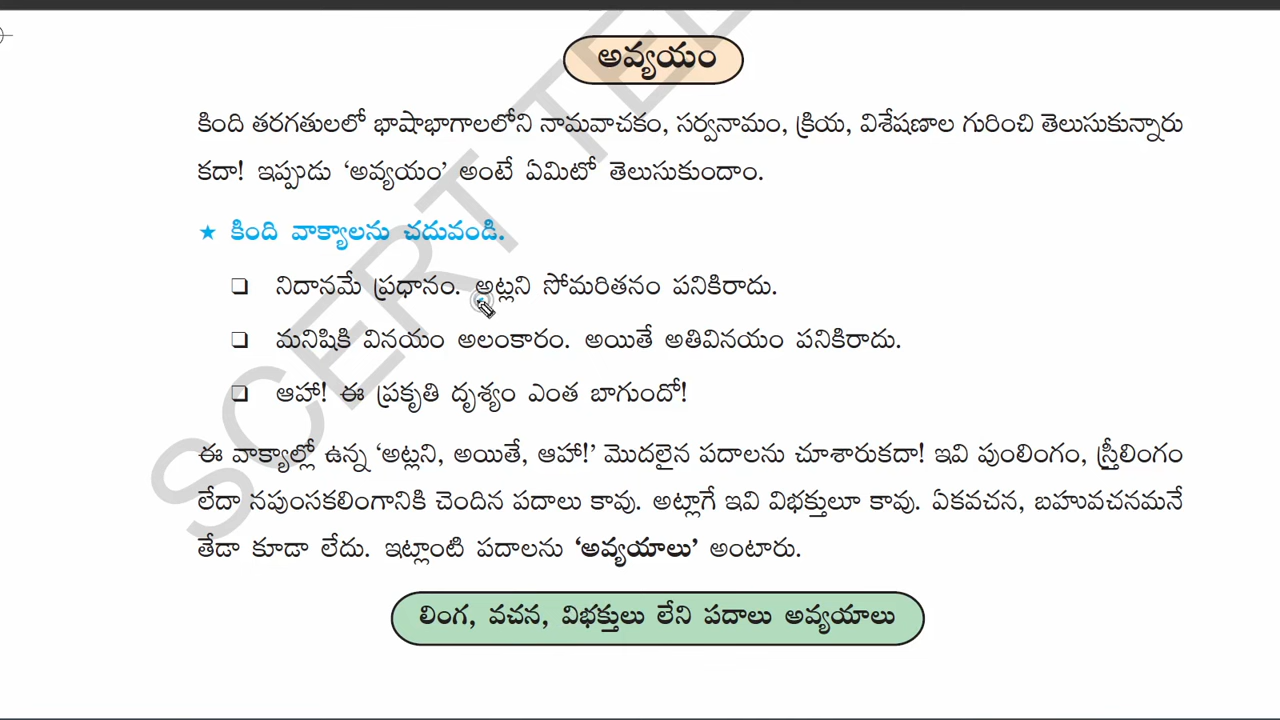 అవ్యయం
కింది తరగతులలో భాషాభాగాలలోని నామవాచకం, సర్వనామం, క్రియ, విశేషణాల గురించి తెలుసుకున్నారు
కదా! ఇప్పుడు ‘అవ్యయం’ అంటే ఏమిటో తెలుసుకుందాం.
★ కింది వాక్యాలను చదువండి.
❑ నిదానమే ప్రధానం. అట్లని సోమరితనం పనికిరాదు.
❑ మనిషికి వినయం అలంకారం. అయితే అతివినయం పనికిరాదు.
❑ ఆహా! ఈ ప్రకృతి దృశ్యం ఎంత బాగుందో!
ఈ వాక్యాల్లో ఉన్న ‘అట్లని, అయితే, ఆహా!’ మొదలైన పదాలను చూశారుకదా! ఇవి పుంలింగం, స్త్రీలింగం
లేదా నపుంసకలింగానికి చెందిన పదాలు కావు. అట్లాగే ఇవి విభక్తులూ కావు. ఏకవచన, బహువచనమనే
తేడా కూడా లేదు. ఇట్లాంటి పదాలను ‘అవ్యయాలు’ అంటారు.
లింగ, వచన, విభక్తులు లేని పదాలు అవ్యయాలు
SCERT TEL